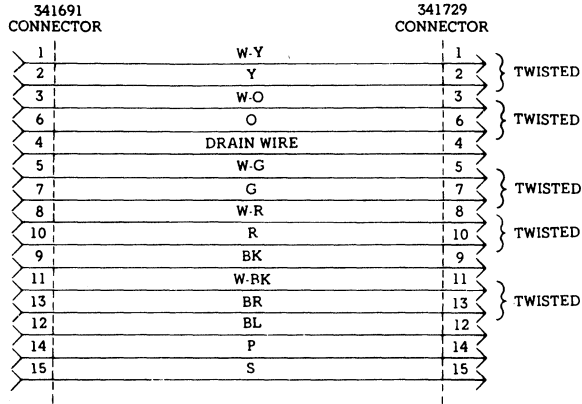 341691 341729
CONNECTOR CONNECTOR
1 W-Y 1
2 Y 2 TWISTED
3 W-O 3
6 O 6 TWISTED
4 DRAIN WIRE 4
5 W-G 5
7 G 7 TWISTED
8 W-R 8
10 R 10 TWISTED
9 BK 9
11 W-BK 11
13 BR 13 TWISTED
12 BL 12
14 P 14
15 S 15